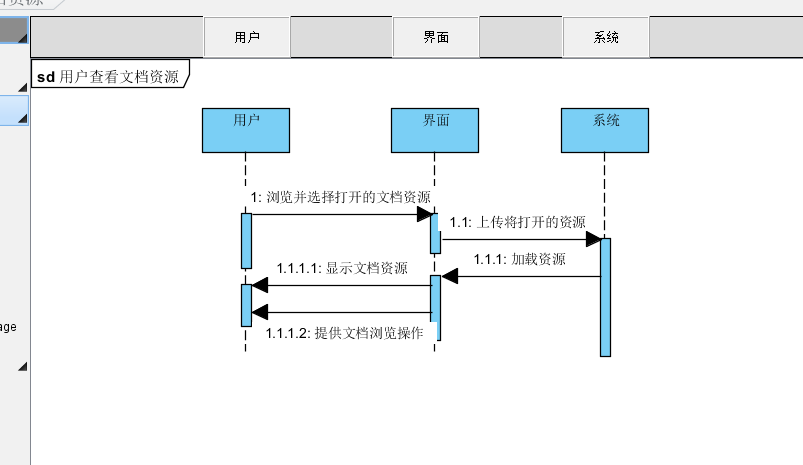 用户 界面 系统
sd 用户查看文档资源
用户 界面 系统
1: 浏览并选择打开的文档资源
1.1: 上传将打开的资源
1.1.1: 加载资源
1.1.1.1: 显示文档资源
age
1.1.1.2: 提供文档浏览操作